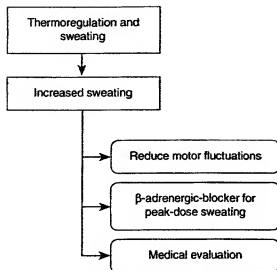 Thermoregulation and
sweating
Increased sweating
Reduce motor fluctuations
β-adrenergic-blocker for
peak-dose sweating
Medical evaluation